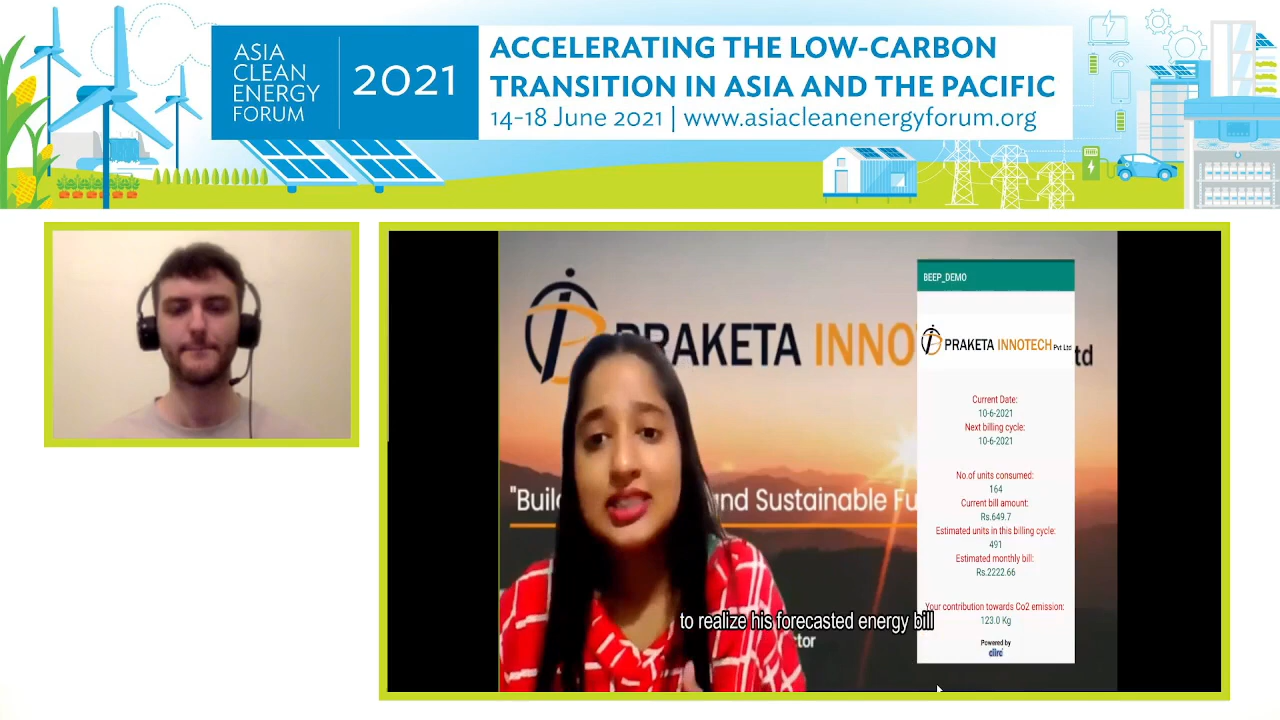 ASIA
CLEAN
ENERGY
FORUM
2021
ACCELERATING THE LOW-CARBON
TRANSITION IN ASIA AND THE PACIFIC
14-18 June 2021 | www.asiacleanenergyforum.org
PRAKETA INNO
td
"Buil
nd Sustainable Fu
ctor
to realize his forecasted energy bill
BEEP_DEMO
PRAKETA INNOTECH Pvt Ltd
Current Date:
10-6-2021
Next billing cycle:
10-6-2021
No.of units consumed:
164
Current bill amount:
Rs.649.7
Estimated units in this billing cycle:
491
Estimated monthly bill:
Rs.2222.66
Your contribution towards Co2 emission:
123.0 Kg
Powered by